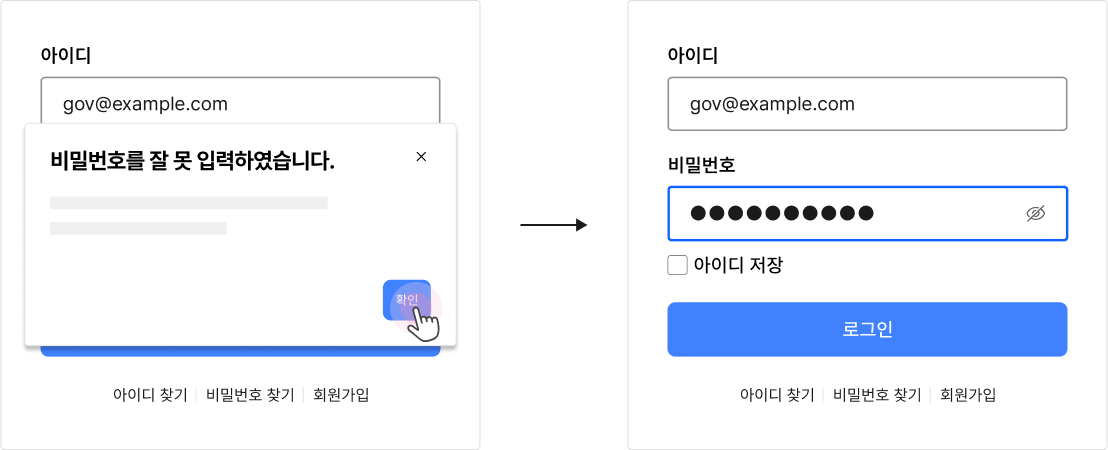 아이디
gov@example.com
비밀번호를 잘 못 입력하였습니다.
확인
아이디 찾기
비밀번호 찾기
회원가입
아이디
gov@example.com
비밀번호
아이디 저장
로그인
아이디 찾기
비밀번호 찾기
회원가입